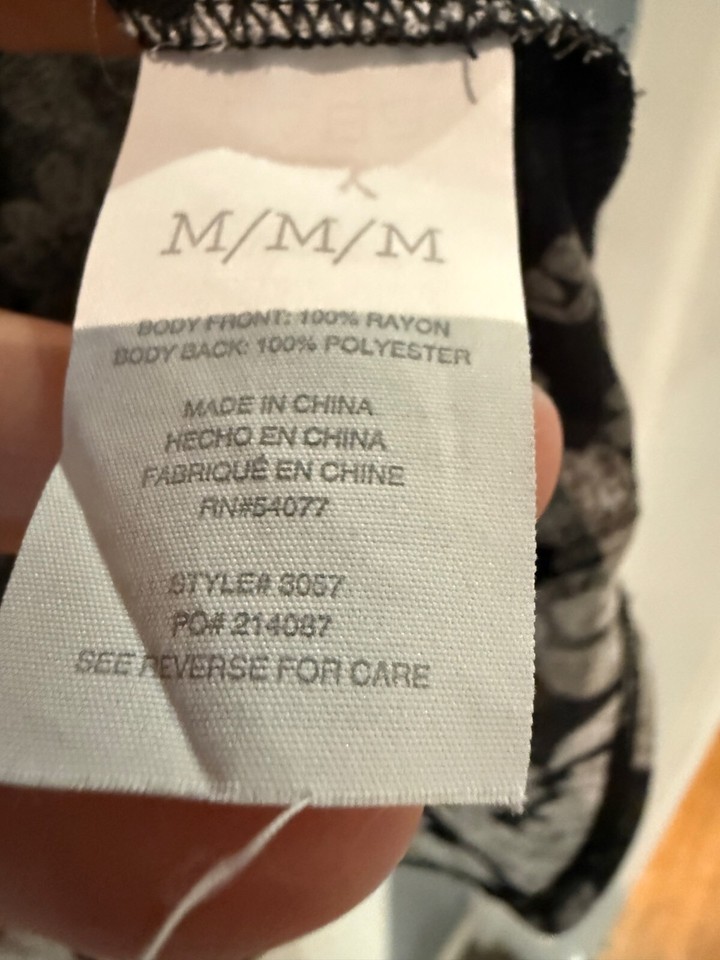 M/M/M
BODY FRONT: 100% RAYON
BODY BACK: 100% POLYESTER
MADE IN CHINA
HECHO EN CHINA
FABRIQUÉ EN CHINE
RN#54077
STYLE# 3057
PO# 214087
SEE REVERSE FOR CARE